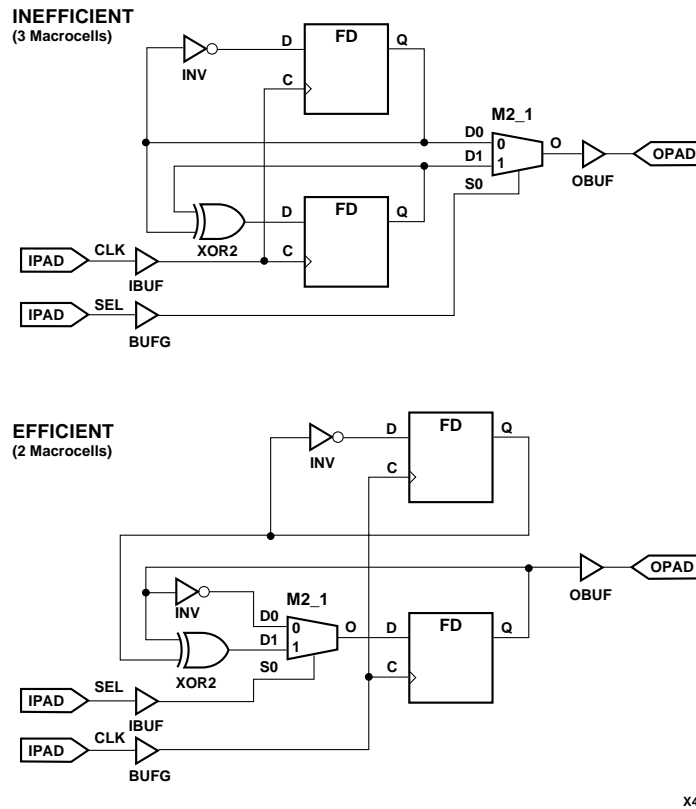 INEFFICIENT
(3 Macrocells)
INV
D
FD
Q
C
M2_1
D0
0
D1
1
S0
O
OBUF
OPAD
XOR2
D
FD
Q
C
IPAD
CLK
IBUF
IPAD
SEL
BUFG
EFFICIENT
(2 Macrocells)
INV
D
FD
Q
C
INV
XOR2
M2_1
D0
0
D1
1
S0
O
D
FD
Q
C
OBUF
OPAD
IPAD
SEL
IBUF
IPAD
CLK
BUFG
X4